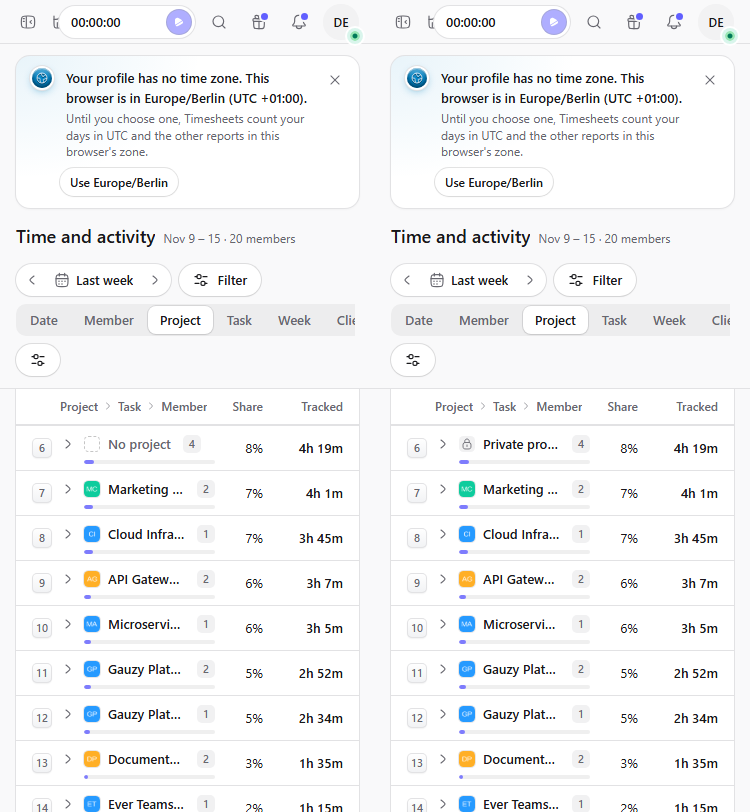 00:00:00
DE
Your profile has no time zone. This
browser is in Europe/Berlin (UTC +01:00).
Until you choose one, Timesheets count your
days in UTC and the other reports in this
browser's zone.
Use Europe/Berlin
Time and activity Nov 9 – 15 · 20 members
Last week Filter
Date Member Project Task Week Clie
Project Task Member Share Tracked
6 No project 4 8% 4h 19m
7 MC Marketing ... 2 7% 4h 1m
8 CI Cloud Infra... 1 7% 3h 45m
9 AG API Gatew... 2 6% 3h 7m
10 MA Microservi... 1 6% 3h 5m
11 GP Gauzy Plat... 2 5% 2h 52m
12 GP Gauzy Plat... 1 5% 2h 34m
13 DP Document... 2 3% 1h 35m
14 ET Ever Teams... 1 2% 1h 15m
00:00:00
DE
Your profile has no time zone. This
browser is in Europe/Berlin (UTC +01:00).
Until you choose one, Timesheets count your
days in UTC and the other reports in this
browser's zone.
Use Europe/Berlin
Time and activity Nov 9 – 15 · 20 members
Last week Filter
Date Member Project Task Week Clie
Project Task Member Share Tracked
6 Private pro... 4 8% 4h 19m
7 MC Marketing ... 2 7% 4h 1m
8 CI Cloud Infra... 1 7% 3h 45m
9 AG API Gatew... 2 6% 3h 7m
10 MA Microservi... 1 6% 3h 5m
11 GP Gauzy Plat... 2 5% 2h 52m
12 GP Gauzy Plat... 1 5% 2h 34m
13 DP Document... 2 3% 1h 35m
14 ET Ever Teams... 1 2% 1h 15m